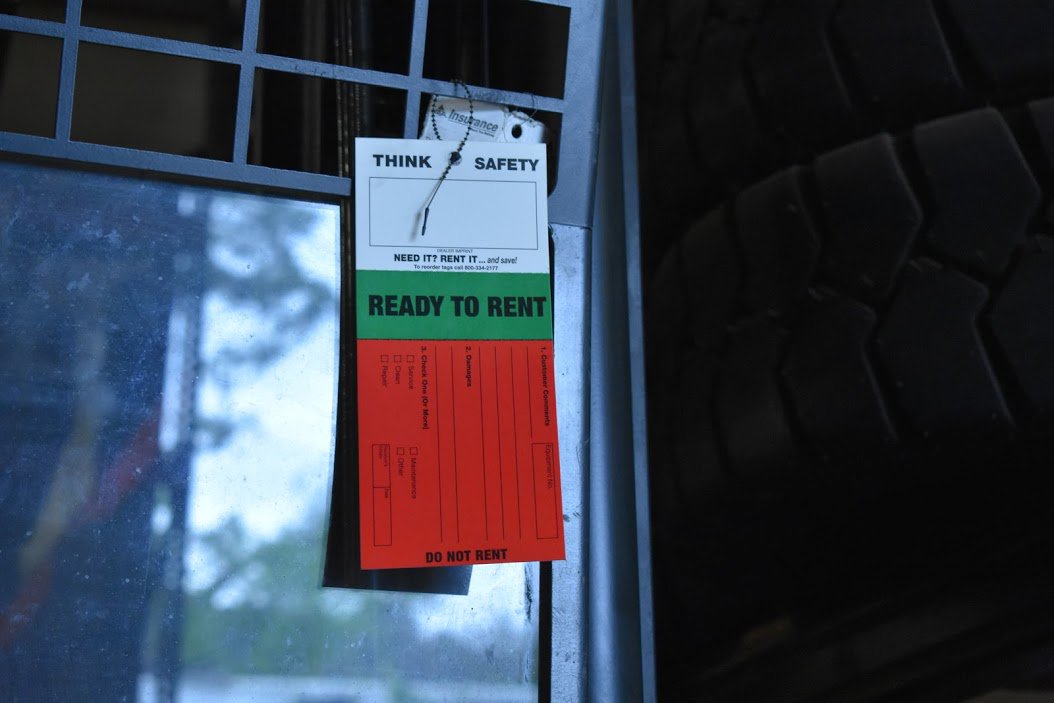 Insurance
THINK SAFETY
DEALER IMPRINT
NEED IT? RENT IT ... and save!
To reorder tags call 800-334-2177
READY TO RENT
1. Customer Comments
Equipment No.
2. Damages
3. Check One (Or More)
☐ Service ☐ Maintenance
☐ Clean ☐ Other
☐ Repair
Date
DO NOT RENT